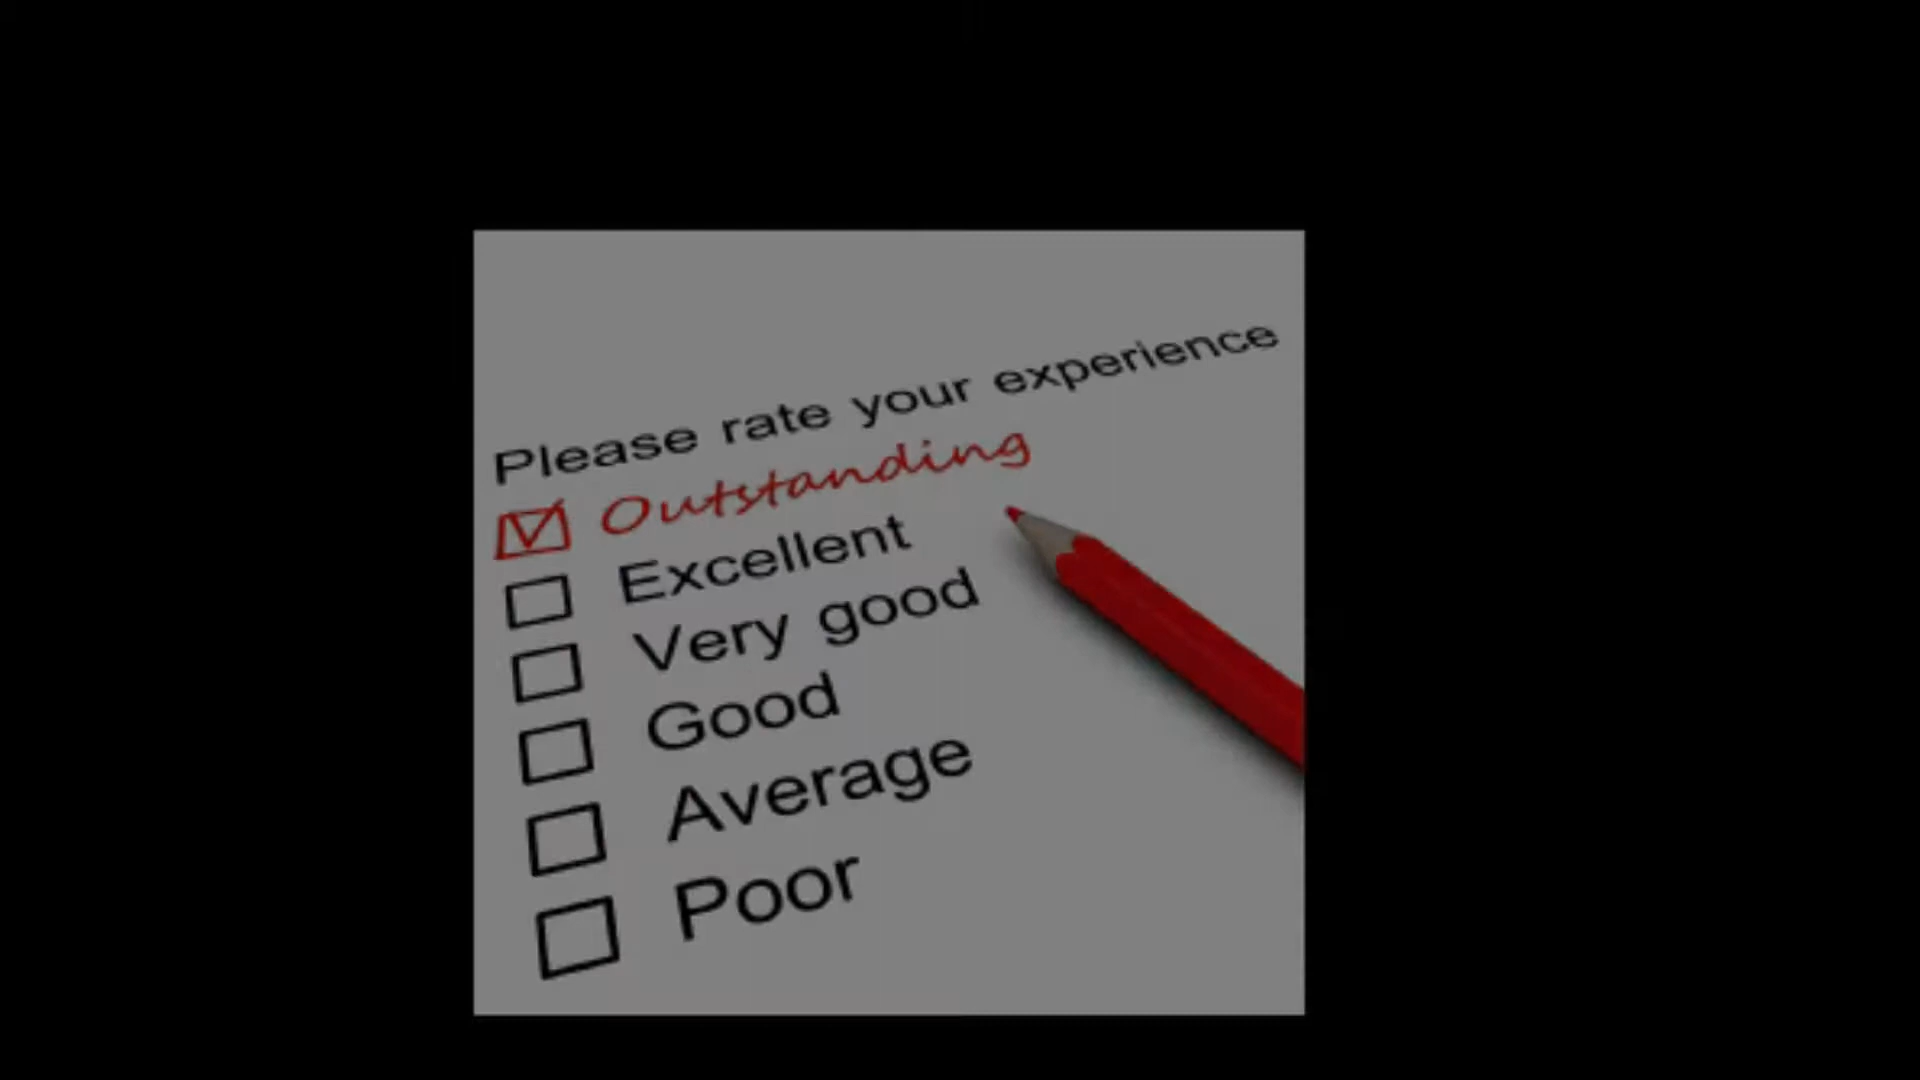 Please rate your experience
Outstanding
Excellent
Very good
Good
Average
Poor